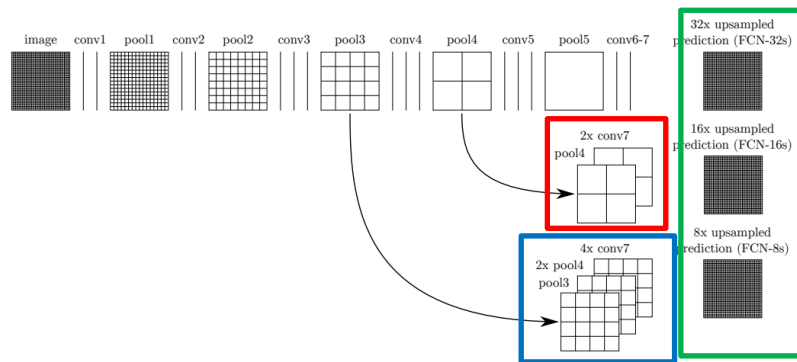 image conv1 pool1 conv2 pool2 conv3 pool3 conv4 pool4 conv5 pool5 conv6-7
32x upsampled
prediction (FCN-32s)
2x conv7
pool4
16x upsampled
prediction (FCN-16s)
4x conv7
2x pool4
pool3
8x upsampled
prediction (FCN-8s)